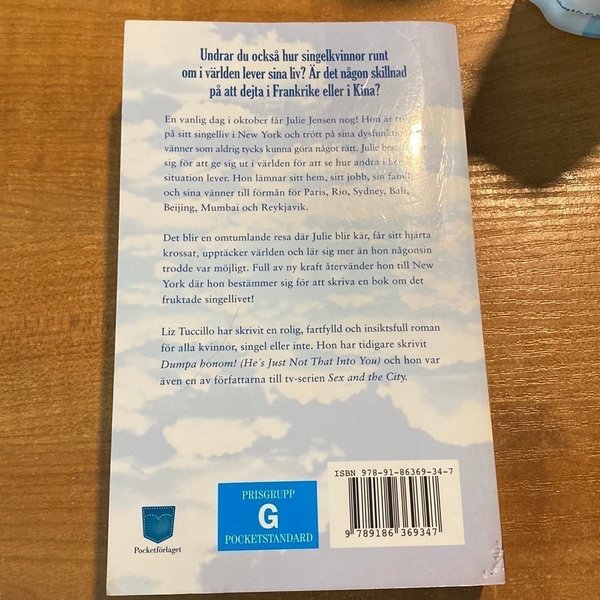 Undrar du också hur singelkvinnor runt
om i världen lever sina liv? Är det någon skillnad
på att dejta i Frankrike eller i Kina?
En vanlig dag i oktober får Julie Jensen nog! Hon är
på sitt singelliv i New York och trött på sina
vänner som aldrig tycks kunna göra något rätt. Julie
sig för att ge sig ut i världen för att se hur andra i
situation lever. Hon lämnar sitt hem, sitt jobb, sin
och sina vänner till förmån för Paris, Rio, Sydney, Bali,
Beijing, Mumbai och Reykjavik.
Det blir en omtumlande resa där Julie blir kär, får sitt hjärta
krossat, upptäcker världen och lär sig mer än hon någonsin
trodde var möjligt. Full av ny kraft återvänder hon till New
York där hon bestämmer sig för att skriva en bok om det
fruktade singellivet!
Liz Tuccillo har skrivit en rolig, fartfylld och insiktsfull roman
för alla kvinnor, singel eller inte. Hon har tidigare skrivit
Dumpa honom! (He´s Just Not That Into You) och hon var
även en av författarna till tv-serien Sex and the City.
ISBN 978-91-86369-34-7
PRISGRUPP
G
POCKETSTANDARD
9 789186 369347
Pocketförlaget